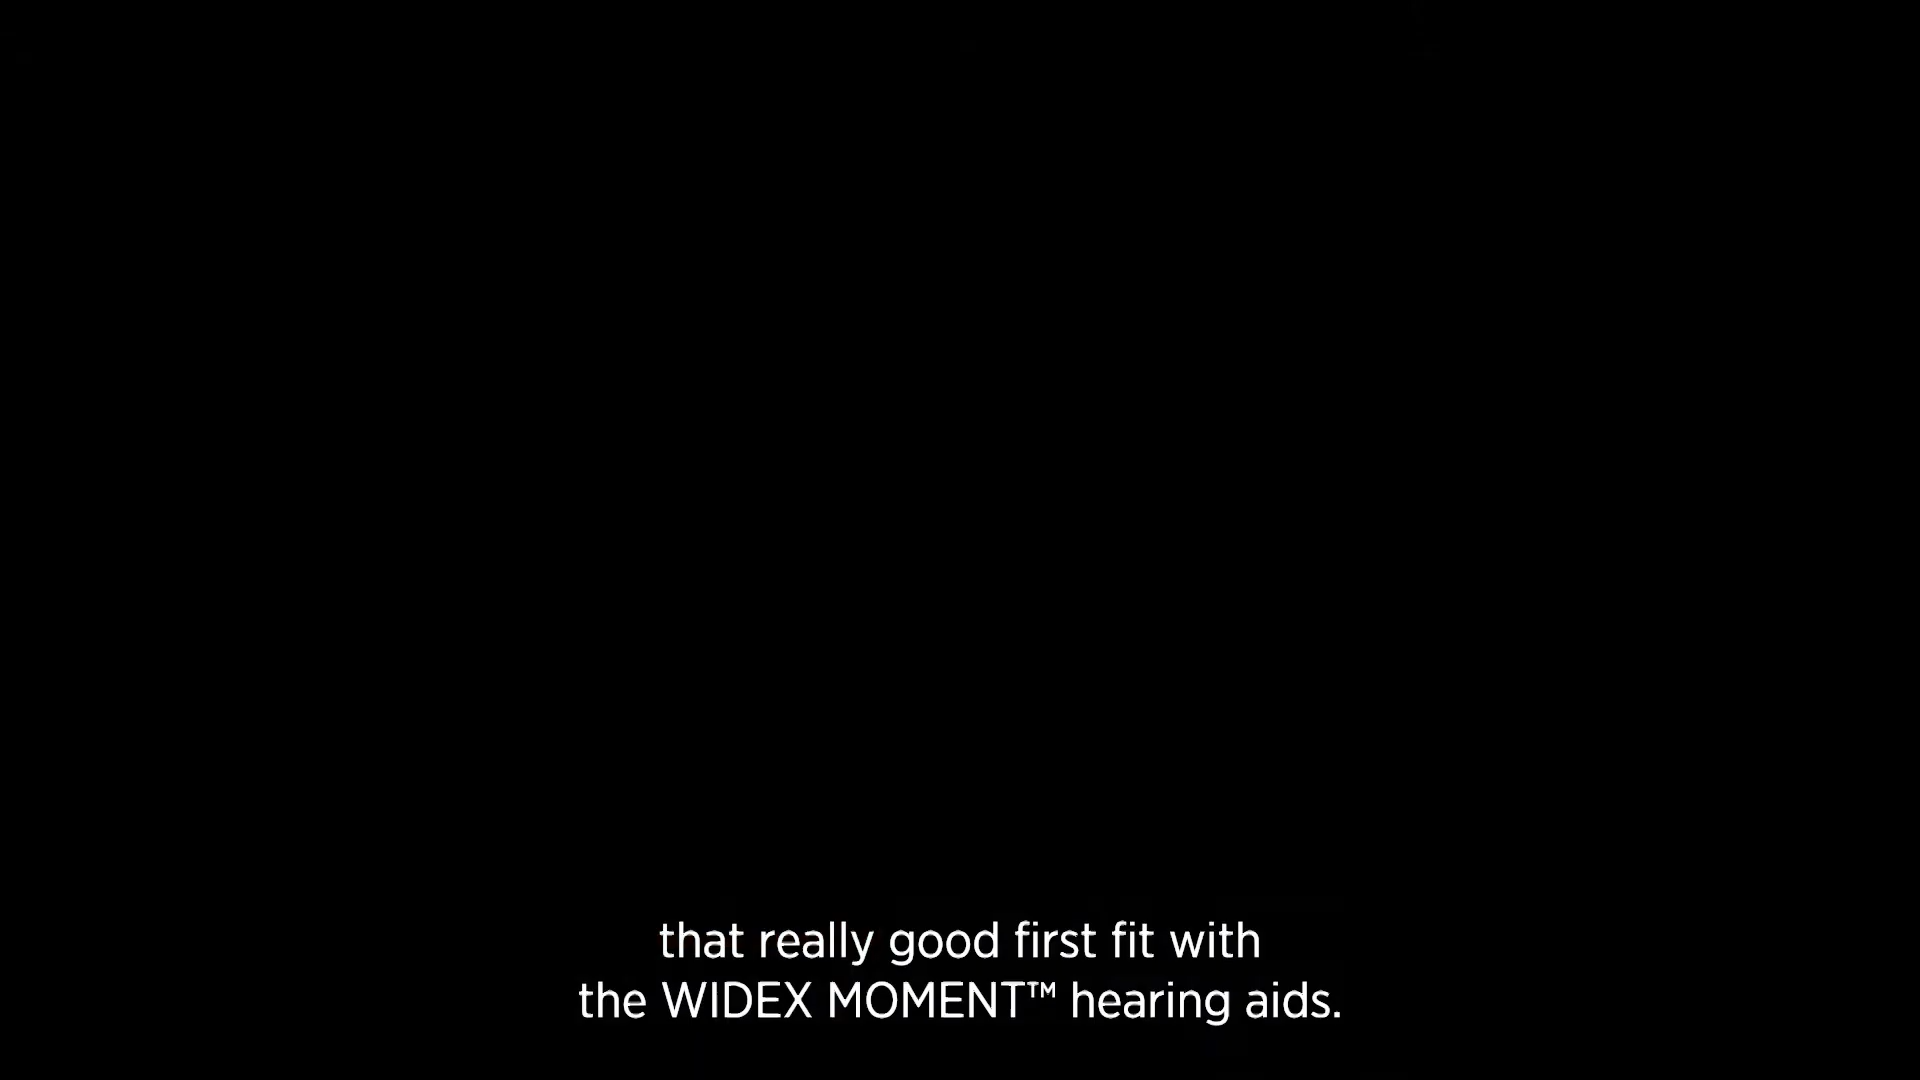 that really good first fit with
the WIDEX MOMENT™ hearing aids.